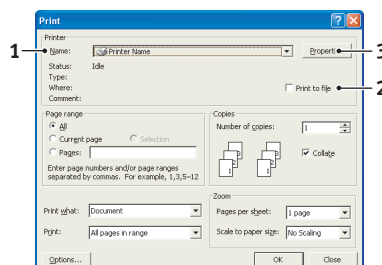 Print
Printer
1 Name: Printer Name Properti 3
Status: Idle
Type:
Where: Print to file 2
Comment:
Page range
All
Current page Selection
Pages:
Enter page numbers and/or page ranges
separated by commas. For example, 1,3,5–12
Copies
Number of copies: 1
Collate
Print what: Document
Print: All pages in range
Zoom
Pages per sheet: 1 page
Scale to paper size: No Scaling
Options... OK Close